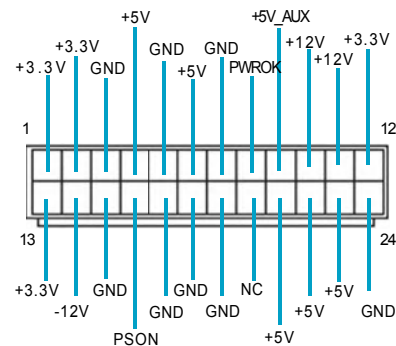 +5V +5V_AUX
+3.3V GND GND +12V +3.3V
+3.3V GND +5V PWROK +12V
1 12
13 24
+3.3V GND GND NC +5V
-12V GND GND +5V GND
PSON +5V